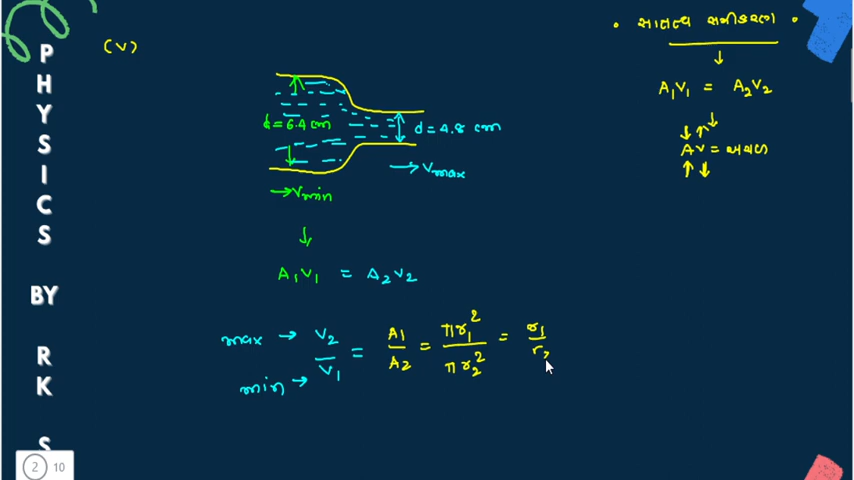 PHYSICS BY RK S
(V)
• સાતત્ય સમીકરણ •
↓
A₁V₁ = A₂V₂
↓
↓ ↑
AV = અચળ
↑ ↓
d = 6.4 cm
d = 4.8 cm
→ Vmax
→ Vmin
↓
A₁V₁ = A₂V₂
max → V₂
min → V₁
= A₁/A₂ = πr₁²/πr₂² = r₁/r₂
2 10